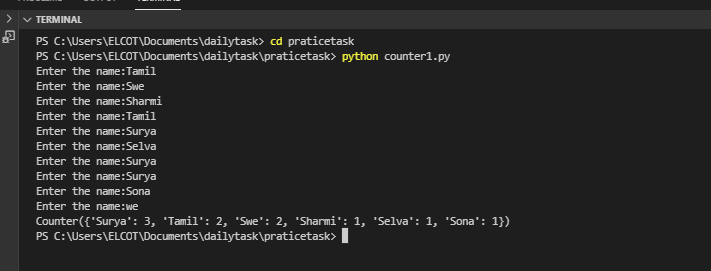 TERMINAL
PS C:\Users\ELCOT\Documents\dailytask> cd praticetask
PS C:\Users\ELCOT\Documents\dailytask\praticetask> python counter1.py
Enter the name:Tamil
Enter the name:Swe
Enter the name:Sharmi
Enter the name:Tamil
Enter the name:Surya
Enter the name:Selva
Enter the name:Surya
Enter the name:Surya
Enter the name:Sona
Enter the name:we
Counter({'Surya': 3, 'Tamil': 2, 'Swe': 2, 'Sharmi': 1, 'Selva': 1, 'Sona': 1})
PS C:\Users\ELCOT\Documents\dailytask\praticetask>